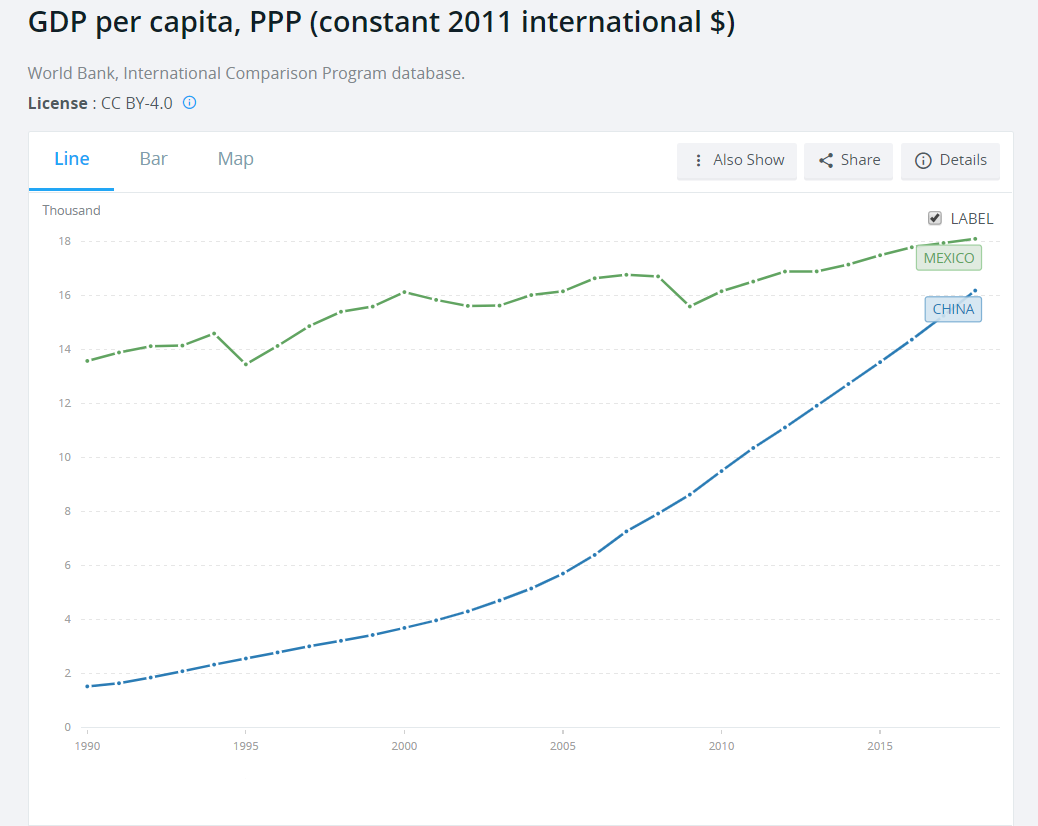 GDP per capita, PPP (constant 2011 international $)
World Bank, International Comparison Program database.
License : CC BY-4.0
Line Bar Map Also Show Share Details
Thousand
LABEL
18
MEXICO
16
CHINA
14
12
10
8
6
4
2
0
1990 1995 2000 2005 2010 2015